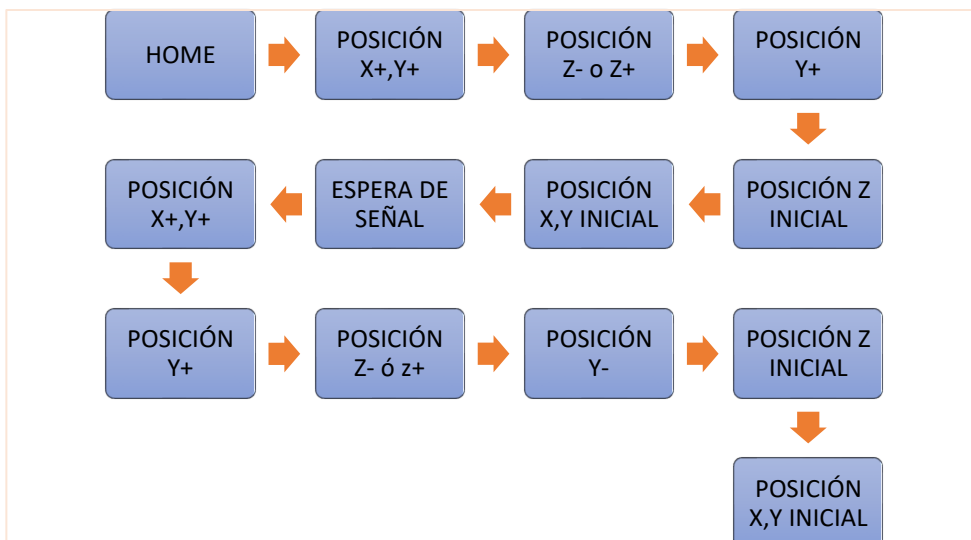 HOME
POSICIÓN
X+,Y+
POSICIÓN
Z- o Z+
POSICIÓN
Y+
POSICIÓN Z
INICIAL
POSICIÓN
X,Y INICIAL
ESPERA DE
SEÑAL
POSICIÓN
X+,Y+
POSICIÓN
Y+
POSICIÓN
Z- ó z+
POSICIÓN
Y-
POSICIÓN Z
INICIAL
POSICIÓN
X,Y INICIAL